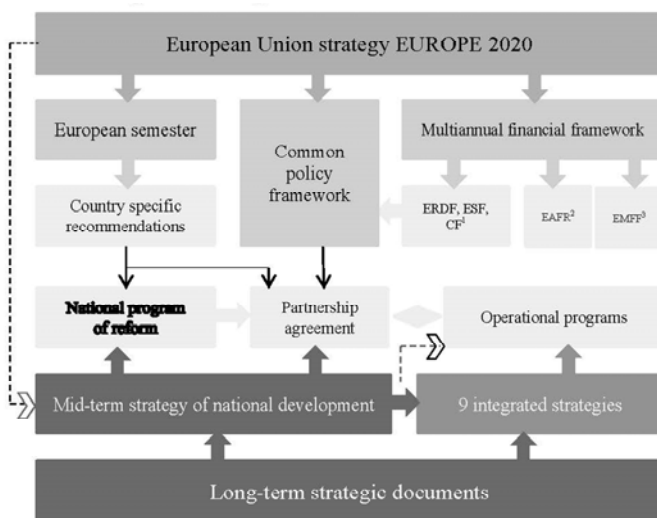 European Union strategy EUROPE 2020
European semester
Common
policy
framework
Multiannual financial framework
Country specific
recommendations
ERDF, ESF,
CF¹
EAFR²
EMFF³
National program
of reform
Partnership
agreement
Operational programs
Mid-term strategy of national development
9 integrated strategies
Long-term strategic documents